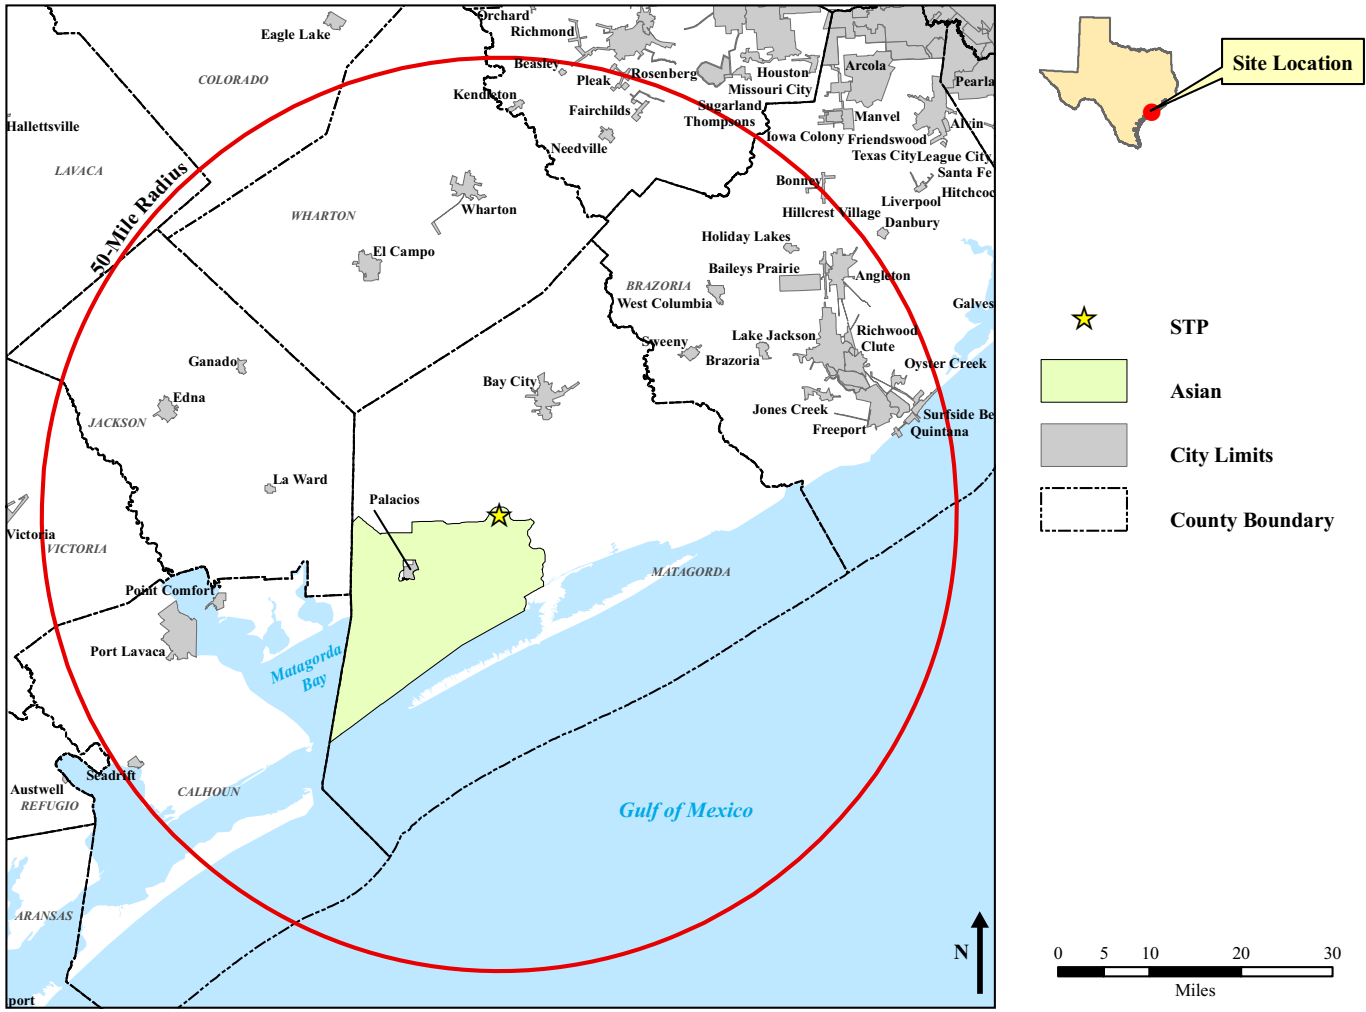 Orchard
Richmond
Eagle Lake
COLORADO
Beasley
Pleak
Rosenberg
Houston
Missouri City
Arcola
Pearla
Kendleton
Fairchilds
Sugarland
Thompsons
Manvel
Alvin
Hallettsville
Needville
Iowa Colony
Friendswood
Texas City
League City
LAVACA
Santa Fe
Bonney
Hitchcoc
Liverpool
50-Mile Radius
WHARTON
Wharton
Hillcrest Village
Danbury
Holiday Lakes
El Campo
Baileys Prairie
Angleton
BRAZORIA
West Columbia
Galves
Sweeny
Lake Jackson
Richwood
Clute
Brazoria
Oyster Creek
Ganado
Bay City
Edna
JACKSON
Jones Creek
Surfside Be
Freeport
Quintana
La Ward
Palacios
Victoria
VICTORIA
MATAGORDA
Point Comfort
Port Lavaca
Matagorda
Bay
Seadrift
Austwell
REFUGIO
CALHOUN
Gulf of Mexico
ARANSAS
port
N
Site Location
STP
Asian
City Limits
County Boundary
0 5 10 20 30
Miles